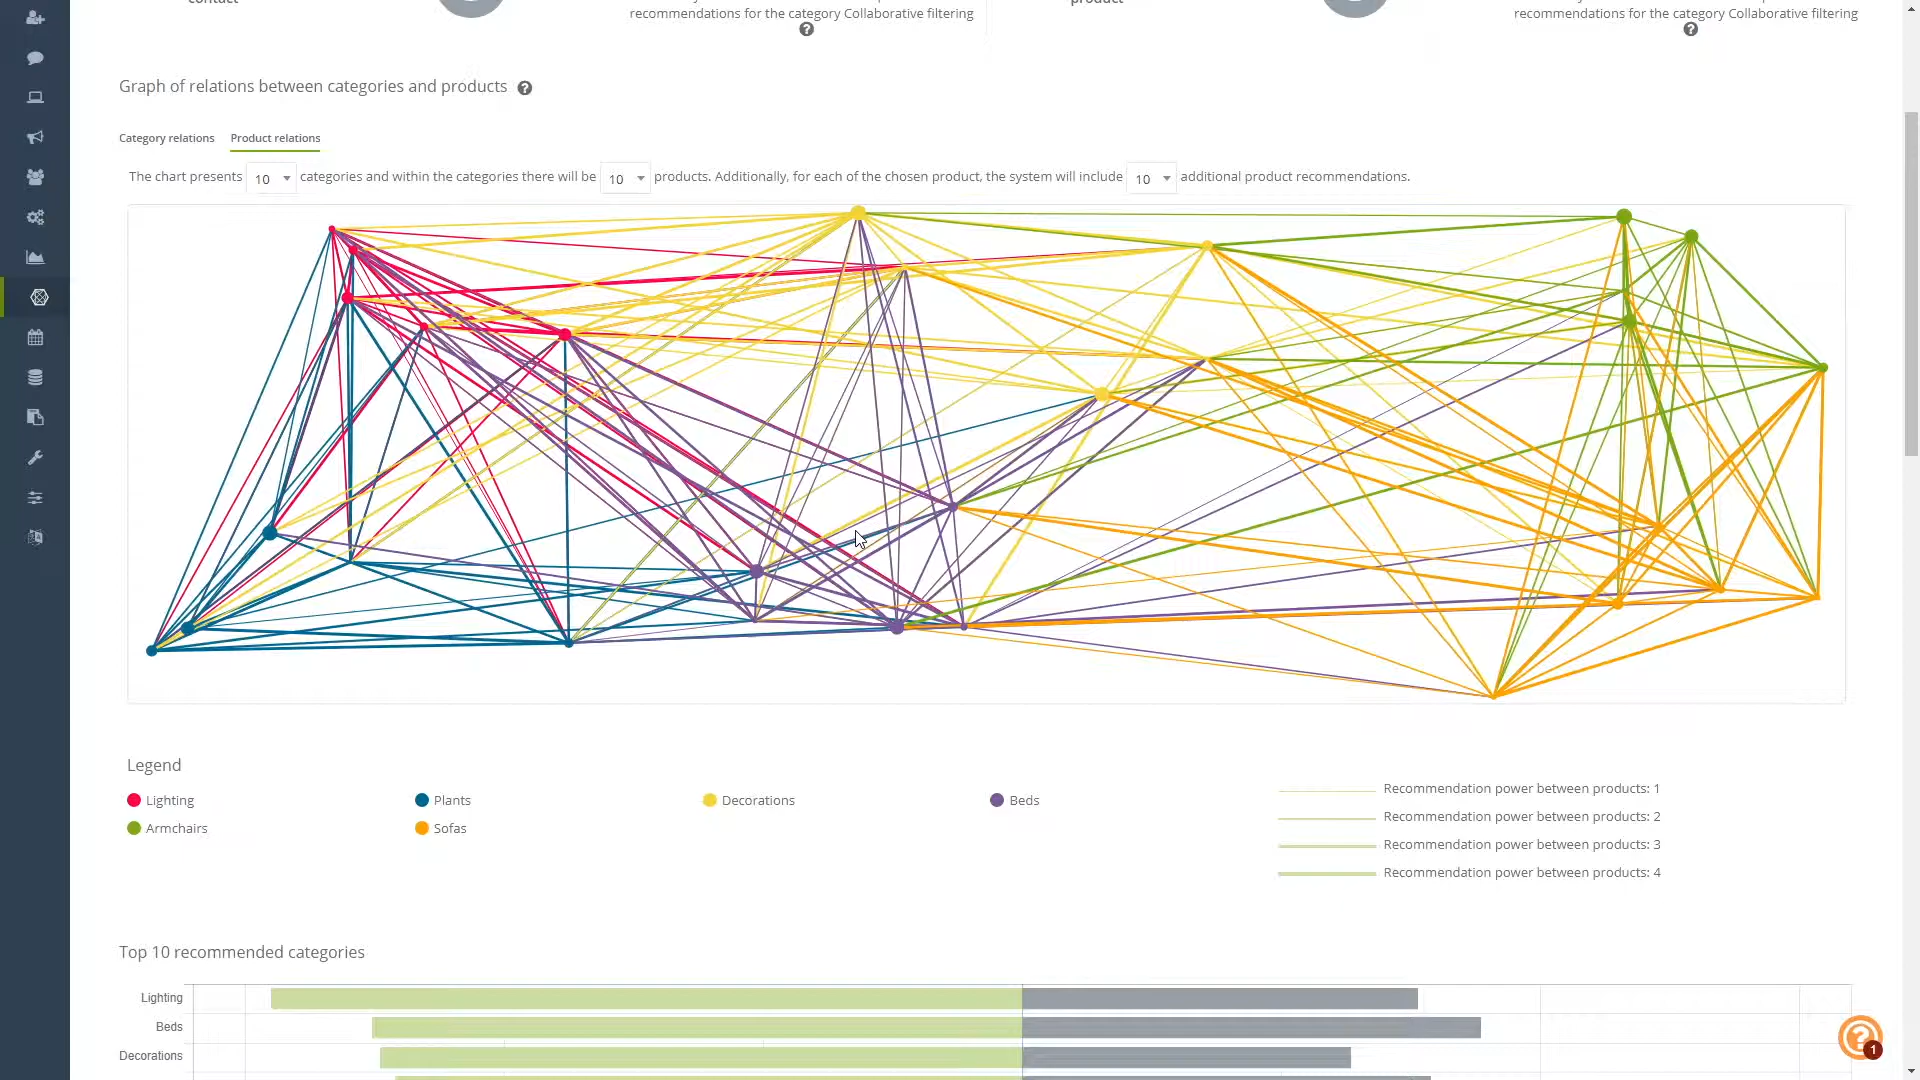 contact
product
recommendations for the category Collaborative filtering
recommendations for the category Collaborative filtering
Graph of relations between categories and products
Category relations
Product relations
The chart presents 10 categories and within the categories there will be 10 products. Additionally, for each of the chosen product, the system will include 10 additional product recommendations.
Legend
Lighting
Plants
Decorations
Beds
Armchairs
Sofas
Recommendation power between products: 1
Recommendation power between products: 2
Recommendation power between products: 3
Recommendation power between products: 4
Top 10 recommended categories
Lighting
Beds
Decorations
1